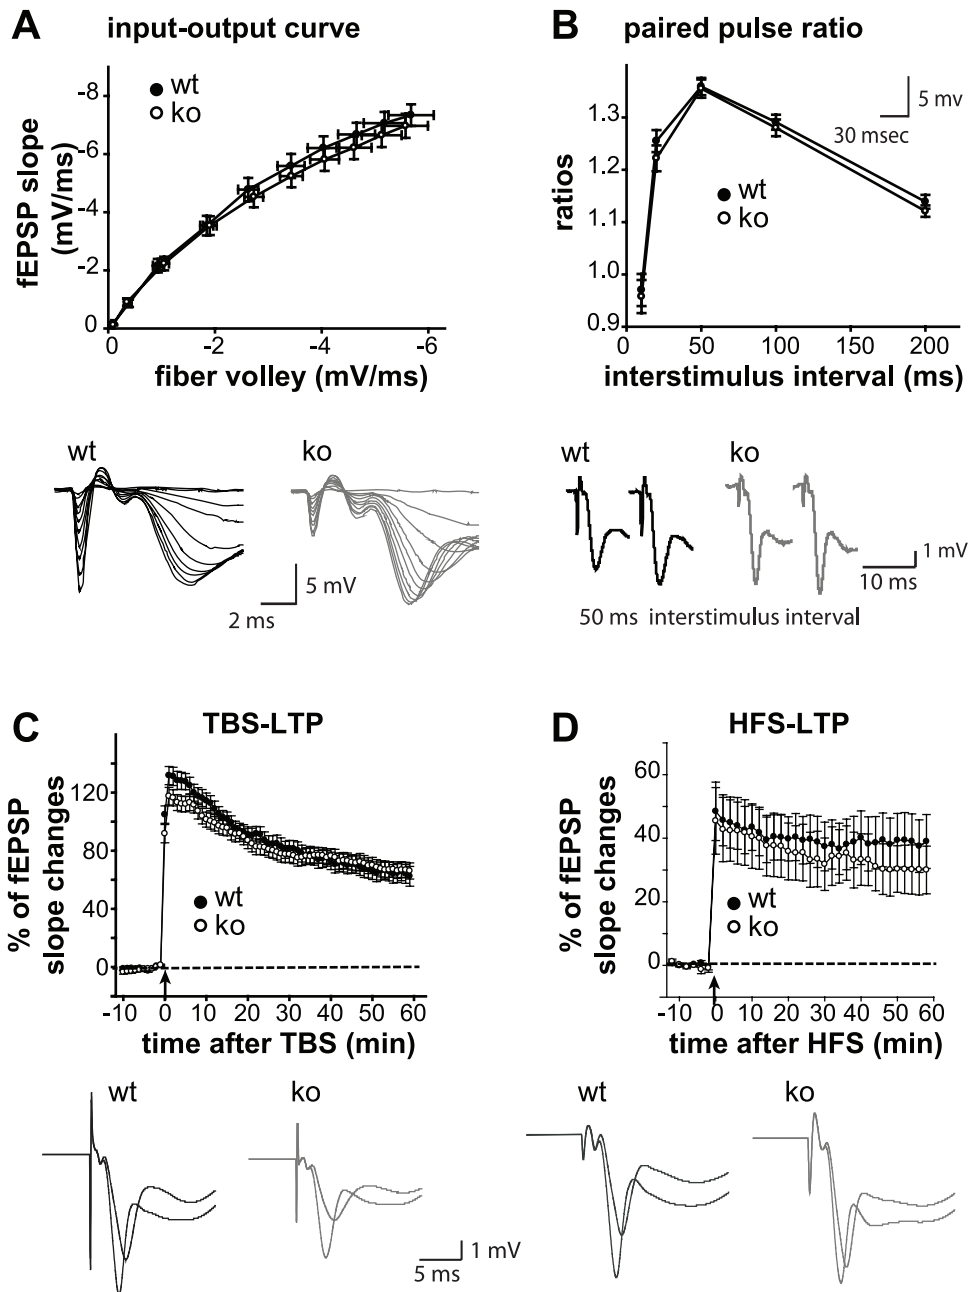 A input-output curve
fEPSP slope
(mV/ms)
-8
-6
-4
-2
0
wt
ko
0 -2 -4 -6
fiber volley (mV/ms)
wt
ko
5 mV
2 ms
B paired pulse ratio
ratios
1.3
1.2
1.1
1.0
0.9
5 mv
30 msec
wt
ko
0 50 100 150 200
interstimulus interval (ms)
wt
ko
1 mV
10 ms
50 ms interstimulus interval
C TBS-LTP
% of fEPSP
slope changes
120
80
40
0
wt
ko
-10 0 10 20 30 40 50 60
time after TBS (min)
wt
ko
1 mV
5 ms
D HFS-LTP
% of fEPSP
slope changes
60
40
20
0
wt
ko
-10 0 10 20 30 40 50 60
time after HFS (min)
wt
ko